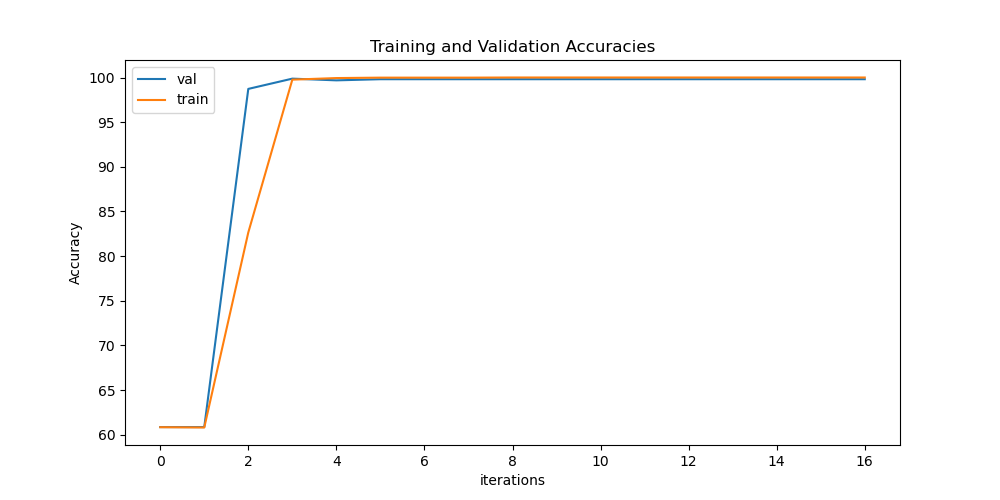 Training and Validation Accuracies
val
train
100
95
90
85
80
75
70
65
60
Accuracy
0 2 4 6 8 10 12 14 16
iterations